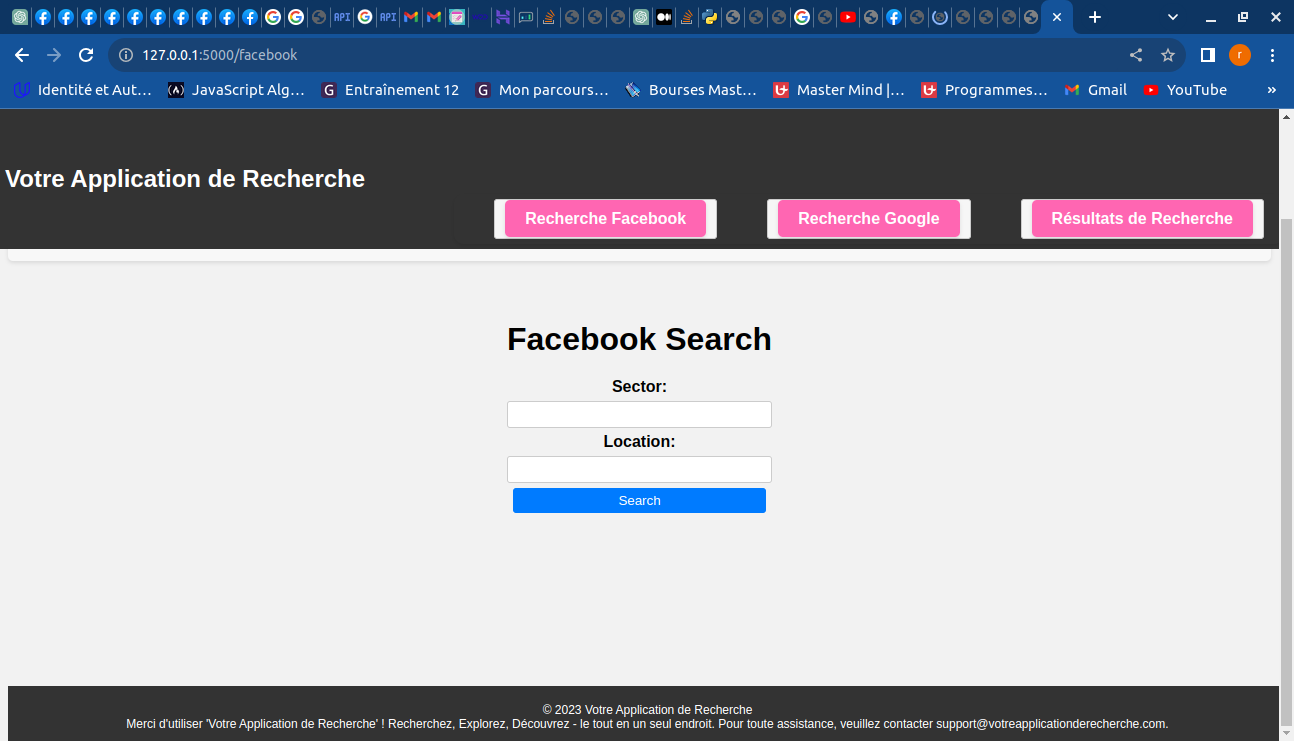 API
API
127.0.0.1:5000/facebook
r
Identité et Aut... JavaScript Alg... Entraînement 12 Mon parcours... Bourses Mast... Master Mind |... Programmes... Gmail YouTube »
Votre Application de Recherche
Recherche Facebook Recherche Google Résultats de Recherche
Facebook Search
Sector:
Location:
Search
© 2023 Votre Application de Recherche
Merci d'utiliser 'Votre Application de Recherche' ! Recherchez, Explorez, Découvrez - le tout en un seul endroit. Pour toute assistance, veuillez contacter support@votreapplicationderecherche.com.